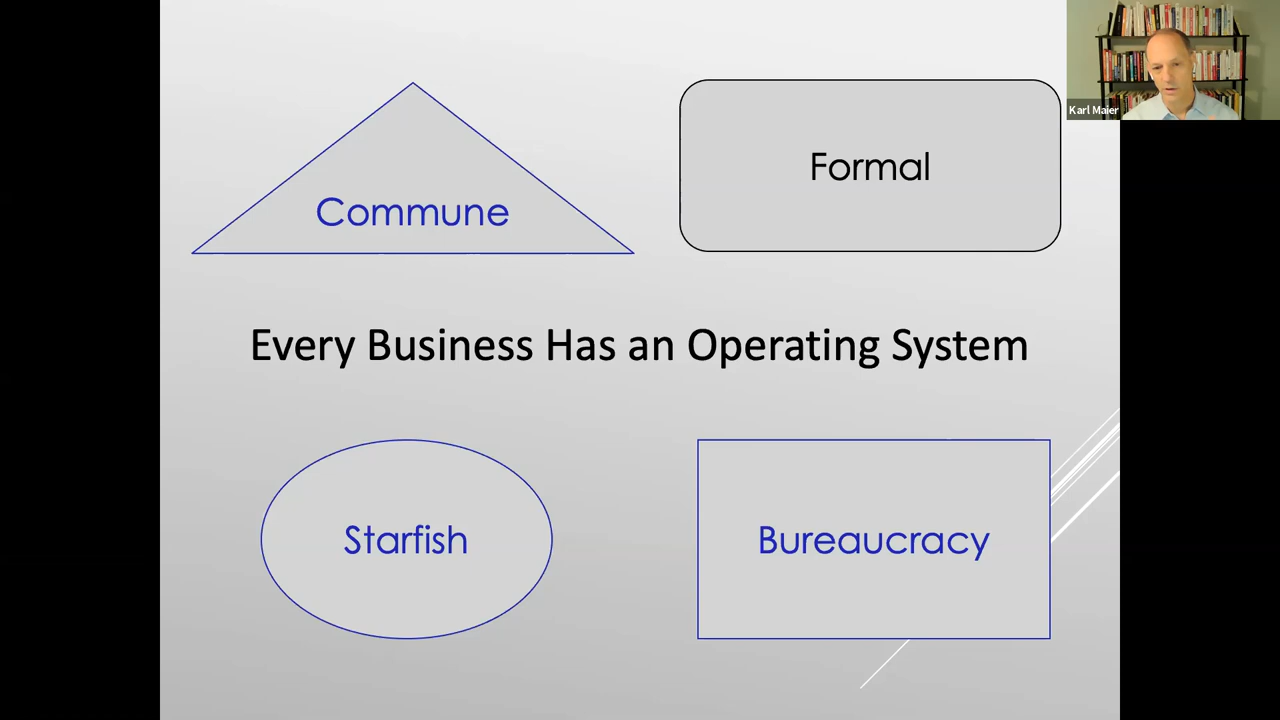 Karl Maier
Formal
Commune
Every Business Has an Operating System
Starfish
Bureaucracy